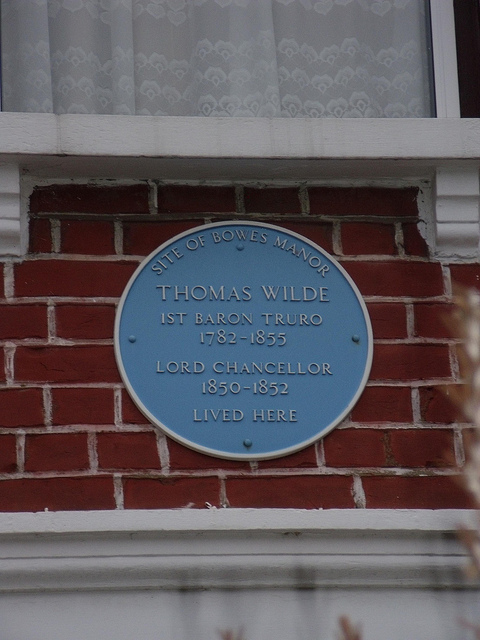 SITE OF BOWES MANOR
THOMAS WILDE
1ST BARON TRURO
1782-1855
LORD CHANCELLOR
1850-1852
LIVED HERE